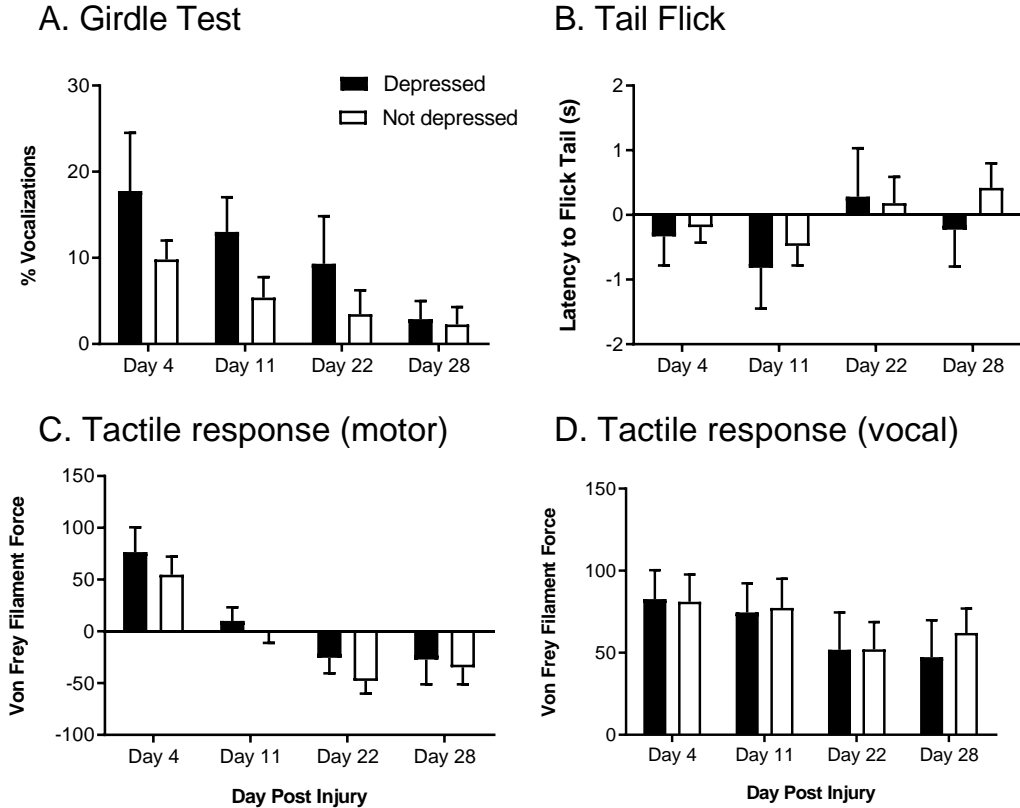 A. Girdle Test
30
20
10
0
% Vocalizations
Depressed
Not depressed
Day 4 Day 11 Day 22 Day 28
B. Tail Flick
2
1
0
-1
-2
Latency to Flick Tail (s)
Day 4 Day 11 Day 22 Day 28
C. Tactile response (motor)
150
100
50
0
-50
-100
Von Frey Filament Force
Day 4 Day 11 Day 22 Day 28
Day Post Injury
D. Tactile response (vocal)
150
100
50
0
Von Frey Filament Force
Day 4 Day 11 Day 22 Day 28
Day Post Injury